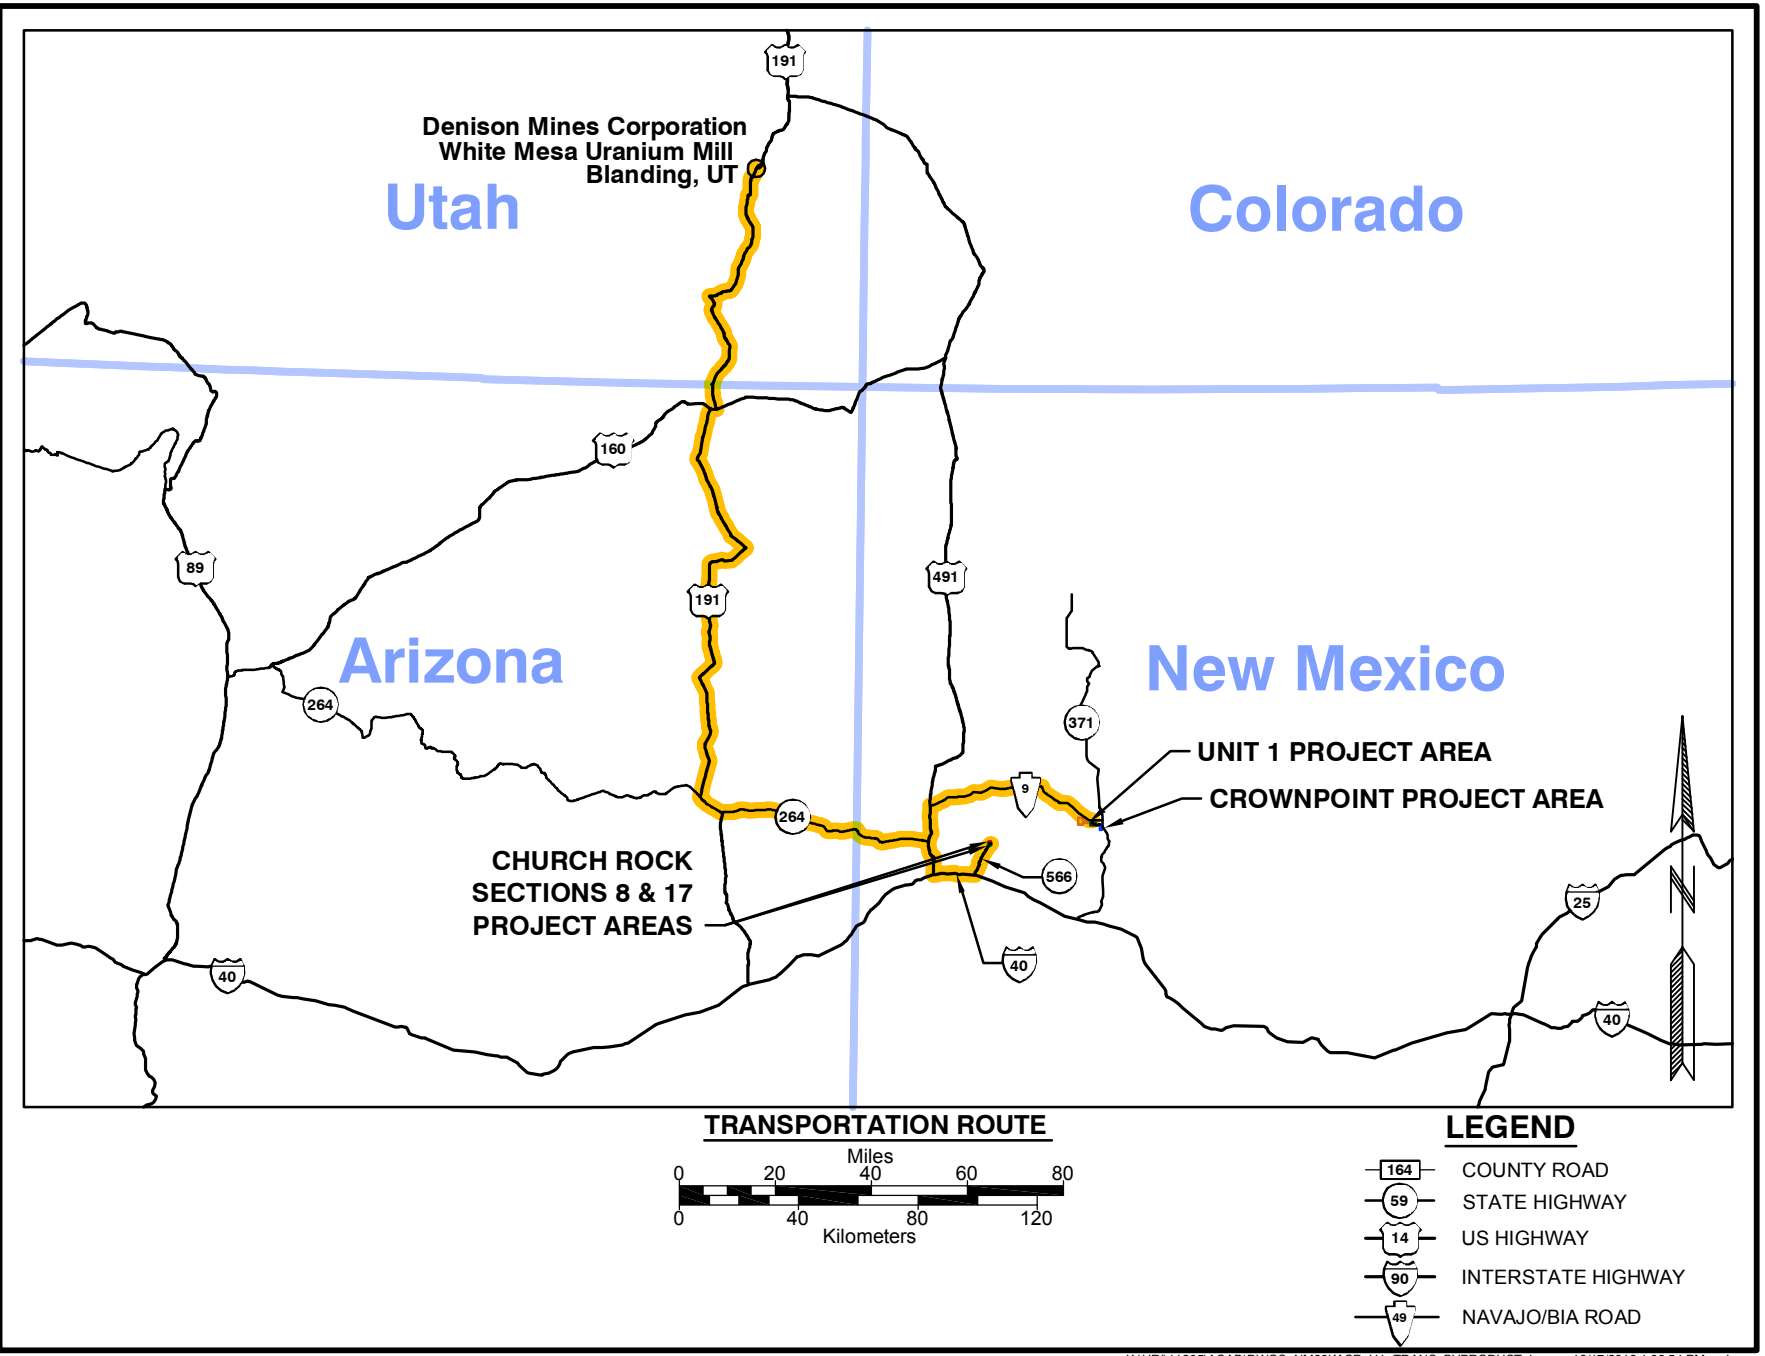 191
Denison Mines Corporation
White Mesa Uranium Mill
Blanding, UT
Utah
Colorado
160
89
191
491
Arizona
New Mexico
264
371
UNIT 1 PROJECT AREA
9
CROWNPOINT PROJECT AREA
264
CHURCH ROCK
SECTIONS 8 & 17
PROJECT AREAS
566
25
40
40
40
N
TRANSPORTATION ROUTE
Miles
0 20 40 60 80
0 40 80 120
Kilometers
LEGEND
164 COUNTY ROAD
59 STATE HIGHWAY
14 US HIGHWAY
90 INTERSTATE HIGHWAY
49 NAVAJO/BIA ROAD